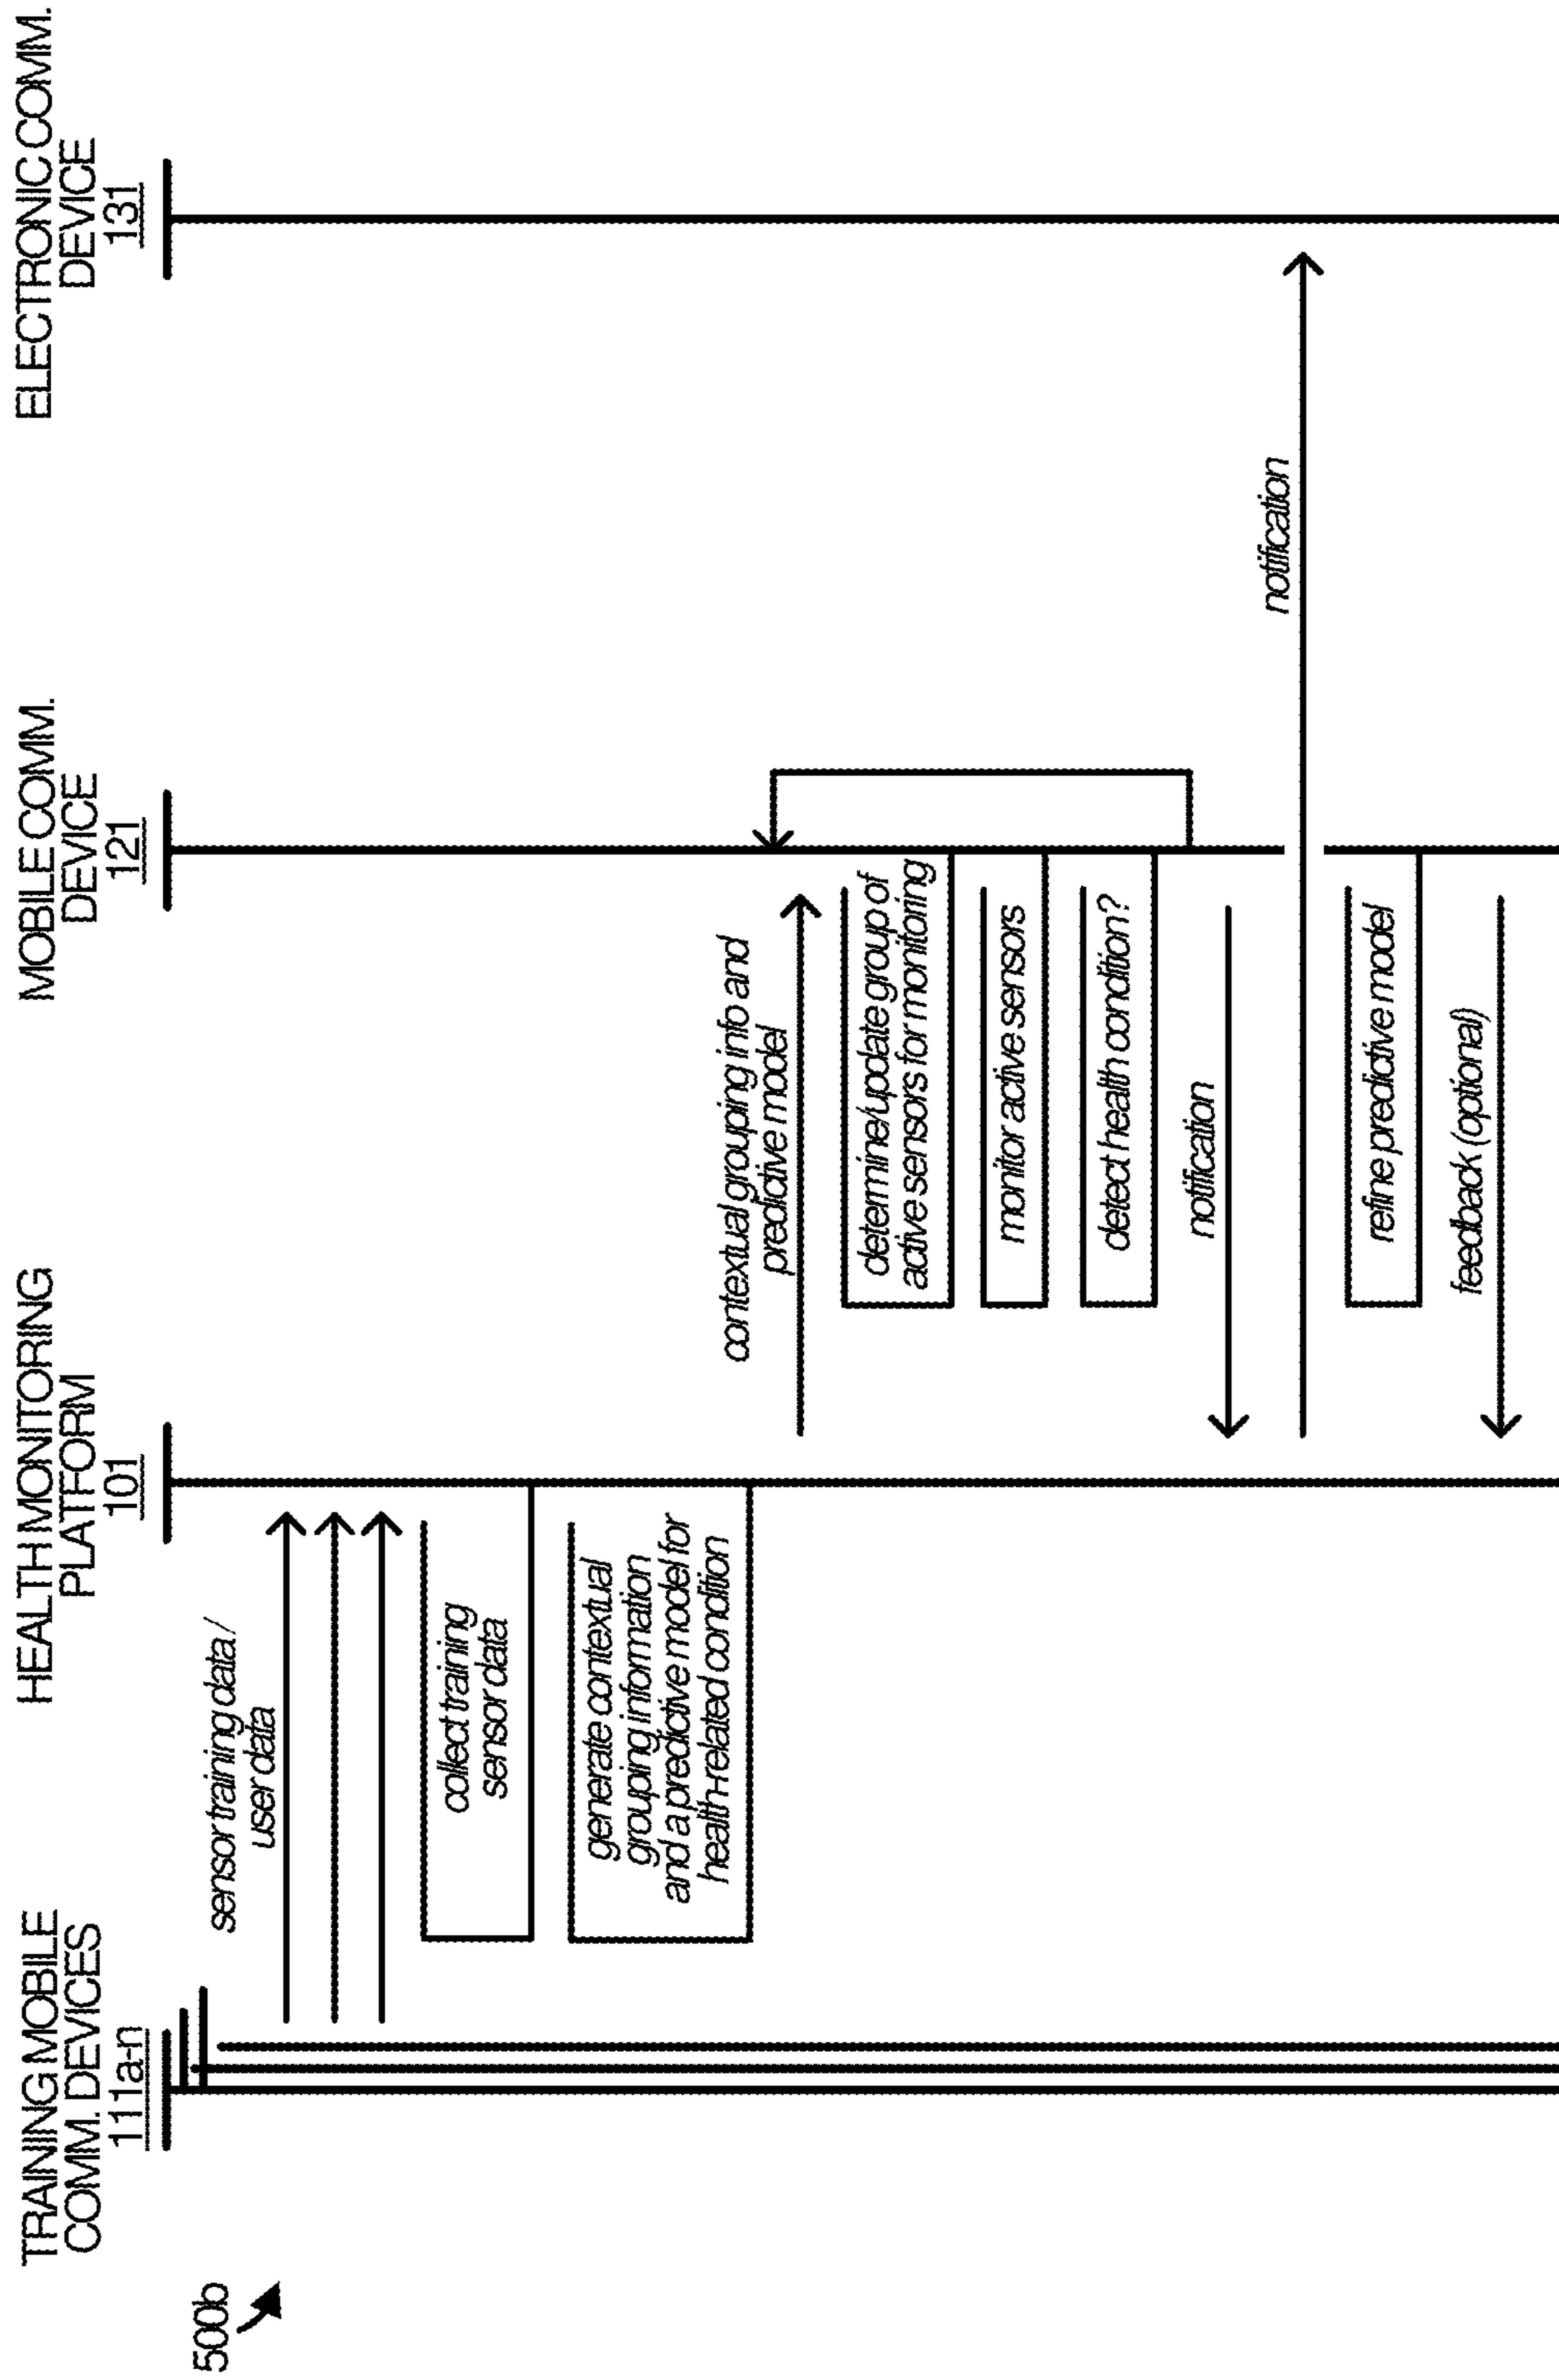 500b
TRAINING MOBILE
COMM. DEVICES
111a-n
HEALTH MONITORING
PLATFORM
101
MOBILE COMM.
DEVICE
121
ELECTRONIC COMM.
DEVICE
131
sensor training data /
user data
collect training
sensor data
generate contextual
grouping information
and a predictive model for
health-related condition
contextual grouping info and
predictive model
determine/update group of
active sensors for monitoring
monitor active sensors
detect health condition?
notification
notification
refine predictive model
feedback (optional)